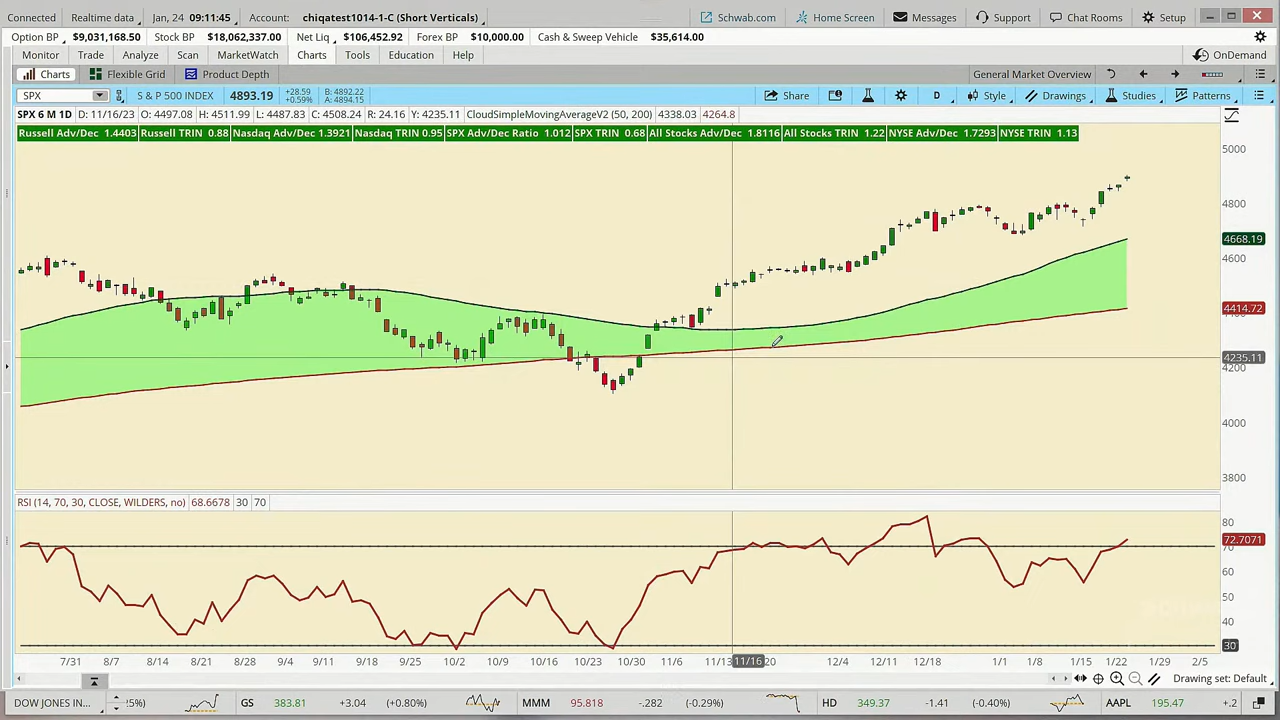 Connected Realtime data Jan, 24 09:11:45 Account: chiqatest1014-1-C (Short Verticals) Schwab.com Home Screen Messages Support Chat Rooms Setup
Option BP $9,031,168.50 Stock BP $18,062,337.00 Net Liq $106,452.92 Forex BP $10,000.00 Cash & Sweep Vehicle $35,614.00
Monitor Trade Analyze Scan MarketWatch Charts Tools Education Help OnDemand
Charts Flexible Grid Product Depth General Market Overview
SPX S & P 500 INDEX 4893.19 +28.59 +0.59% B: 4892.22 A: 4894.15 Share Style D Drawings Studies Patterns
SPX 6 M 1D D: 11/16/23 O: 4497.08 H: 4511.99 L: 4487.83 C: 4508.24 R: 24.16 Y: 4235.11 CloudSimpleMovingAverageV2 (50, 200) 4338.03 4264.8
Russell Adv/Dec 1.4403 Russell TRIN 0.88 Nasdaq Adv/Dec 1.3921 Nasdaq TRIN 0.95 SPX Adv/Dec Ratio 1.012 SPX TRIN 0.68 All Stocks Adv/Dec 1.8116 All Stocks TRIN 1.22 NYSE Adv/Dec 1.7293 NYSE TRIN 1.13
5000
4800
4668.19
4600
4414.72
4235.11
4200
4000
3800
RSI (14, 70, 30, CLOSE, WILDERS, no) 68.6678 30 70
80
72.7071
70
60
50
40
30
7/31 8/7 8/14 8/21 8/28 9/4 9/11 9/18 9/25 10/2 10/9 10/16 10/23 10/30 11/6 11/13 11/16 20 12/4 12/11 12/18 1/1 1/8 1/15 1/22 1/29 2/5
Drawing set: Default
DOW JONES IN... GS 383.81 +3.04 (+0.80%) MMM 95.818 -.282 (-0.29%) HD 349.37 -1.41 (-0.40%) AAPL 195.47 +.2